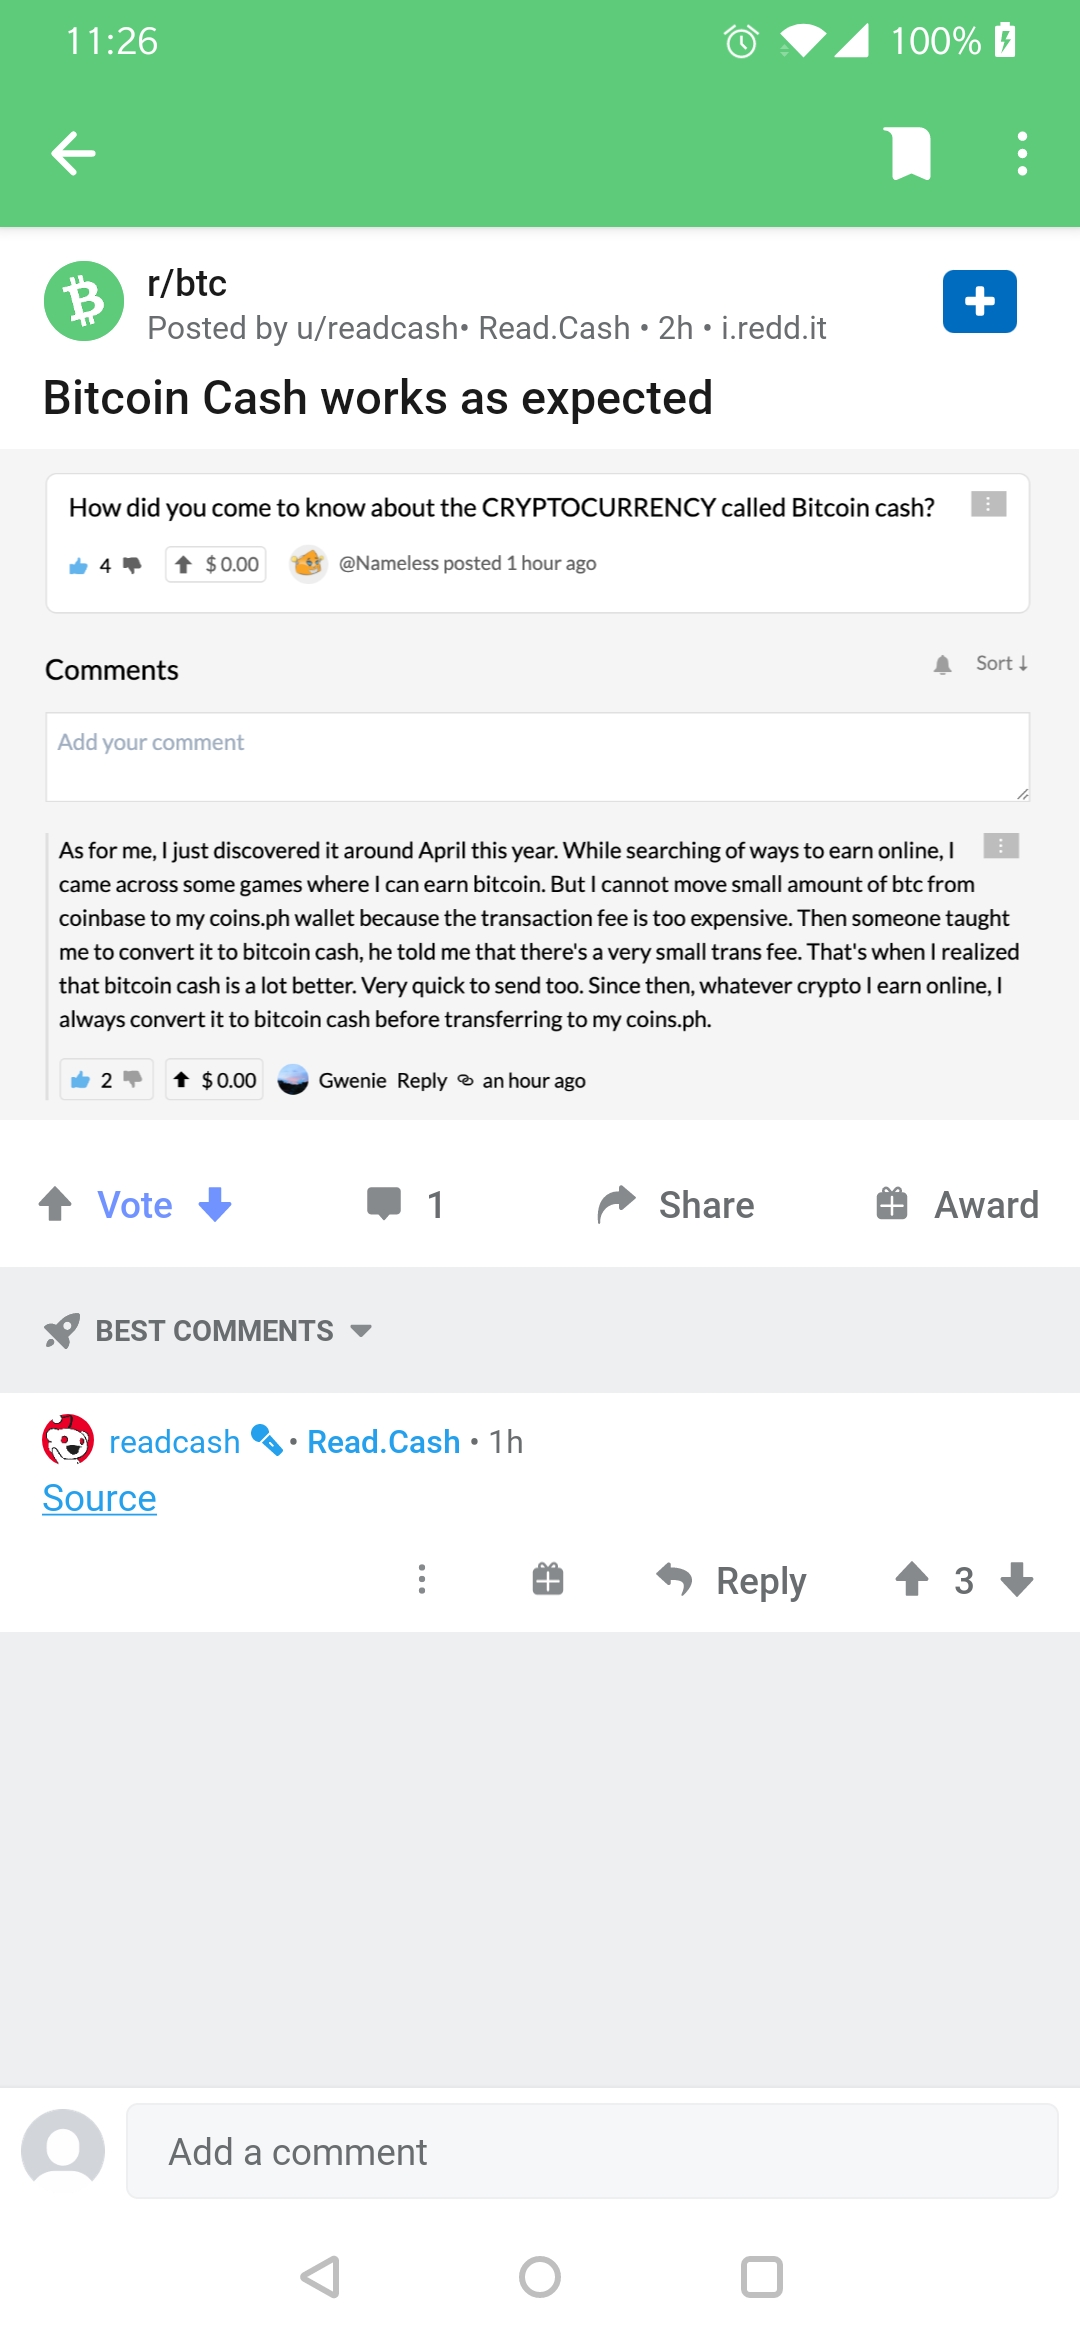 11:26
100%
r/btc
Posted by u/readcash• Read.Cash • 2h • i.redd.it
Bitcoin Cash works as expected
How did you come to know about the CRYPTOCURRENCY called Bitcoin cash?
4 $ 0.00 @Nameless posted 1 hour ago
Comments
Sort ↓
Add your comment
As for me, I just discovered it around April this year. While searching of ways to earn online, I
came across some games where I can earn bitcoin. But I cannot move small amount of btc from
coinbase to my coins.ph wallet because the transaction fee is too expensive. Then someone taught
me to convert it to bitcoin cash, he told me that there's a very small trans fee. That's when I realized
that bitcoin cash is a lot better. Very quick to send too. Since then, whatever crypto I earn online, I
always convert it to bitcoin cash before transferring to my coins.ph.
2 $ 0.00 Gwenie Reply an hour ago
Vote 1 Share Award
BEST COMMENTS
readcash • Read.Cash • 1h
Source
Reply 3
Add a comment